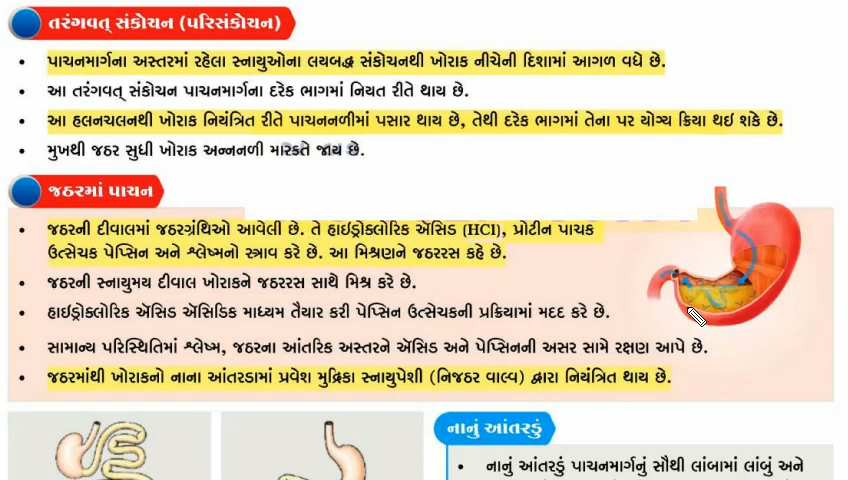 તરંગવત્ સંકોચન (પરિસંકોચન)
• પાચનમાર્ગના અસ્તરમાં રહેલા સ્નાયુઓના લયબદ્ધ સંકોચનથી ખોરાક નીચેની દિશામાં આગળ વધે છે.
• આ તરંગવત્ સંકોચન પાચનમાર્ગના દરેક ભાગમાં નિયત રીતે થાય છે.
• આ હલનચલનથી ખોરાક નિયંત્રિત રીતે પાચનનળીમાં પસાર થાય છે, તેથી દરેક ભાગમાં તેના પર યોગ્ય ક્રિયા થઈ શકે છે.
• મુખથી જઠર સુધી ખોરાક અન્નનળી મારફતે જાય છે.
જઠરમાં પાચન
• જઠરની દીવાલમાં જઠરગ્રંથિઓ આવેલી છે. તે હાઇડ્રોક્લોરિક ઍસિડ (HCl), પ્રોટીન પાચક
ઉત્સેચક પેપ્સિન અને શ્લેષ્મનો સ્ત્રાવ કરે છે. આ મિશ્રણને જઠરરસ કહે છે.
• જઠરની સ્નાયુમય દીવાલ ખોરાકને જઠરરસ સાથે મિશ્ર કરે છે.
• હાઇડ્રોક્લોરિક ઍસિડ ઍસિડિક માધ્યમ તૈયાર કરી પેપ્સિન ઉત્સેચકની પ્રક્રિયામાં મદદ કરે છે.
• સામાન્ય પરિસ્થિતિમાં શ્લેષ્મ, જઠરના આંતરિક અસ્તરને ઍસિડ અને પેપ્સિનની અસર સામે રક્ષણ આપે છે.
• જઠરમાંથી ખોરાકનો નાના આંતરડામાં પ્રવેશ મુદ્રિકા સ્નાયુપેશી (નિજઠર વાલ્વ) દ્વારા નિયંત્રિત થાય છે.
નાનું આંતરડું
• નાનું આંતરડું પાચનમાર્ગનું સૌથી લાંબામાં લાંબું અને